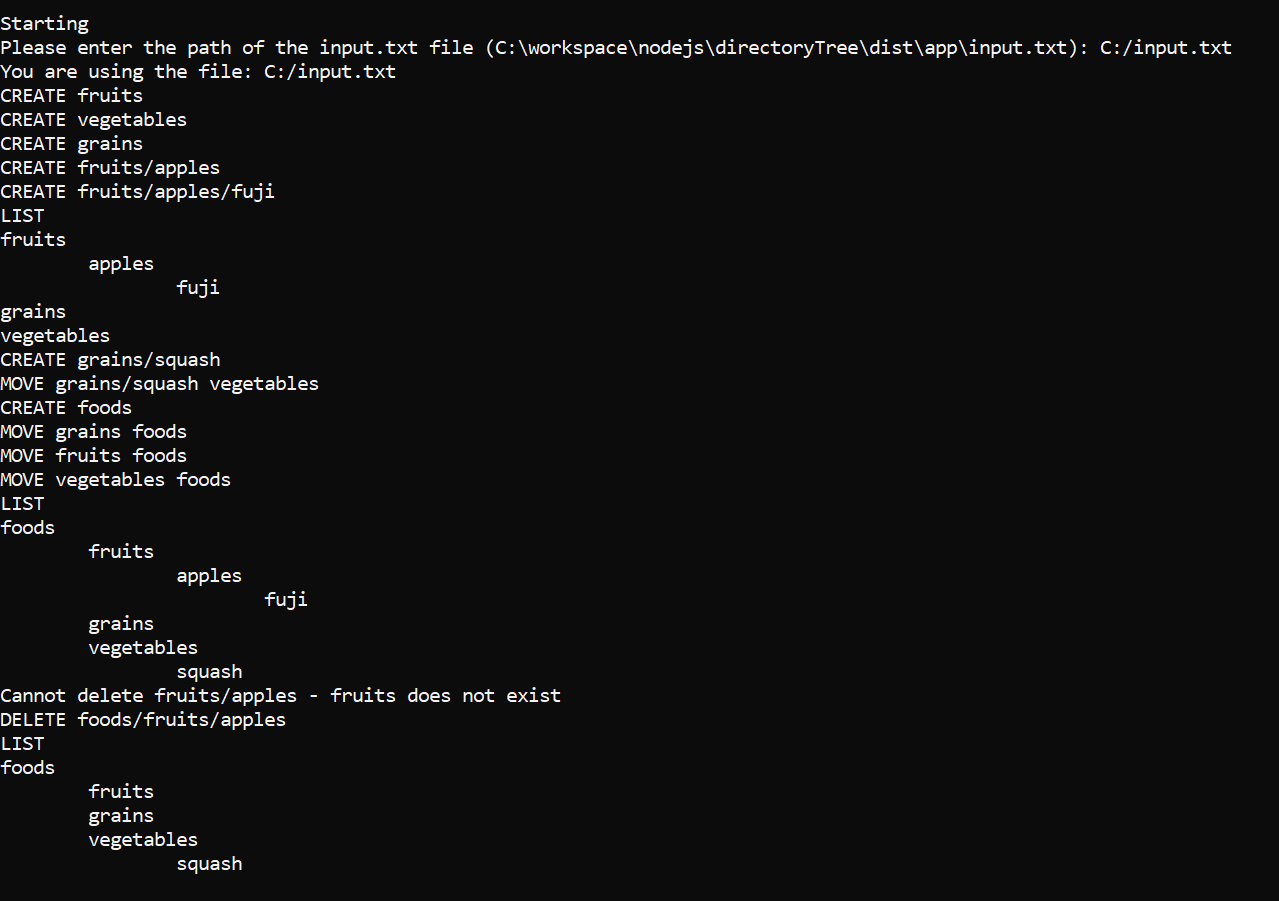 Starting
Please enter the path of the input.txt file (C:\workspace\nodejs\directoryTree\dist\app\input.txt): C:/input.txt
You are using the file: C:/input.txt
CREATE fruits
CREATE vegetables
CREATE grains
CREATE fruits/apples
CREATE fruits/apples/fuji
LIST
fruits
        apples
                fuji
grains
vegetables
CREATE grains/squash
MOVE grains/squash vegetables
CREATE foods
MOVE grains foods
MOVE fruits foods
MOVE vegetables foods
LIST
foods
        fruits
                apples
                        fuji
        grains
        vegetables
                squash
Cannot delete fruits/apples - fruits does not exist
DELETE foods/fruits/apples
LIST
foods
        fruits
        grains
        vegetables
                squash